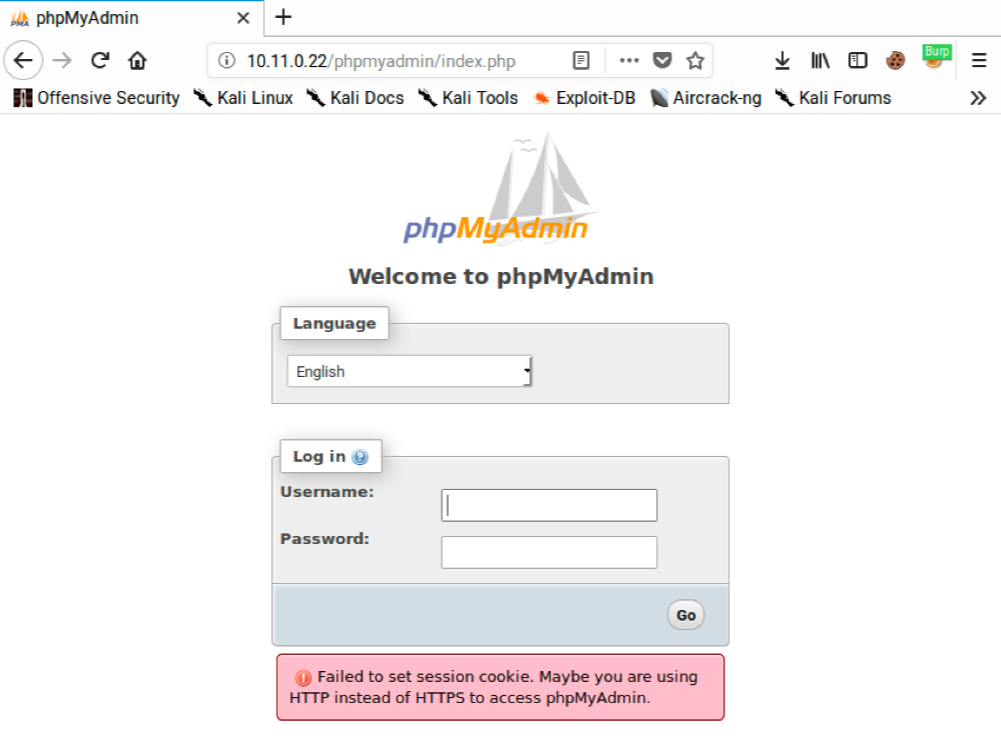 PMA phpMyAdmin
10.11.0.22/phpmyadmin/index.php
Burp
Offensive Security Kali Linux Kali Docs Kali Tools Exploit-DB Aircrack-ng Kali Forums
phpMyAdmin
Welcome to phpMyAdmin
Language
English
Log in
Username:
Password:
Go
Failed to set session cookie. Maybe you are using
HTTP instead of HTTPS to access phpMyAdmin.